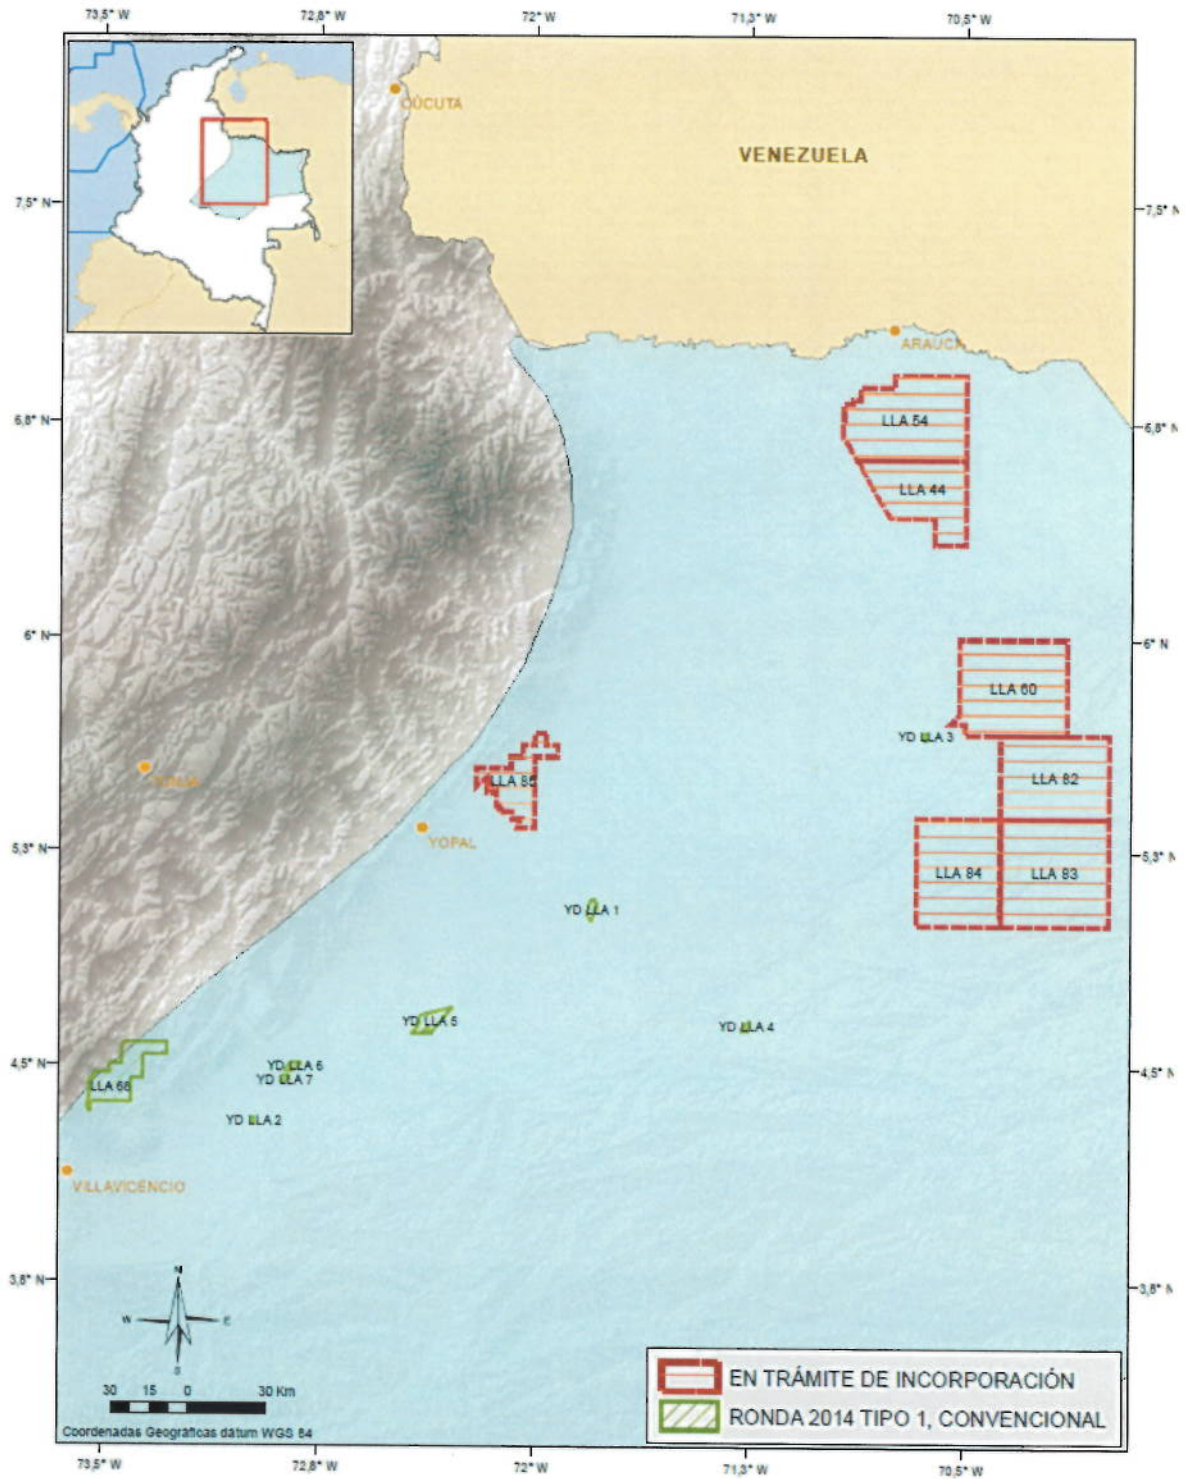 73,5° W 72,8° W 72° W 71,3° W 70,5° W
CÚCUTA
VENEZUELA
7,5° N 7,5° N
ARAUCA
6,8° N 6,8° N
LLA 54
LLA 44
6° N 6° N
LLA 60
YD LLA 3
TUNJA
LLA 85
LLA 82
YOPAL
5,3° N 5,3° N
LLA 84 LLA 83
YD LLA 1
YD LLA 5
YD LLA 4
4,5° N 4,5° N
YD LLA 6
YD LLA 7
YD LLA 2
VILLAVICENCIO
3,8° N 3,8° N
N
W E
S
30 15 0 30 Km
Coordenadas Geográficas dátum WGS 84
EN TRÁMITE DE INCORPORACIÓN
RONDA 2014 TIPO 1, CONVENCIONAL
73,5° W 72,8° W 72° W 71,3° W 70,5° W